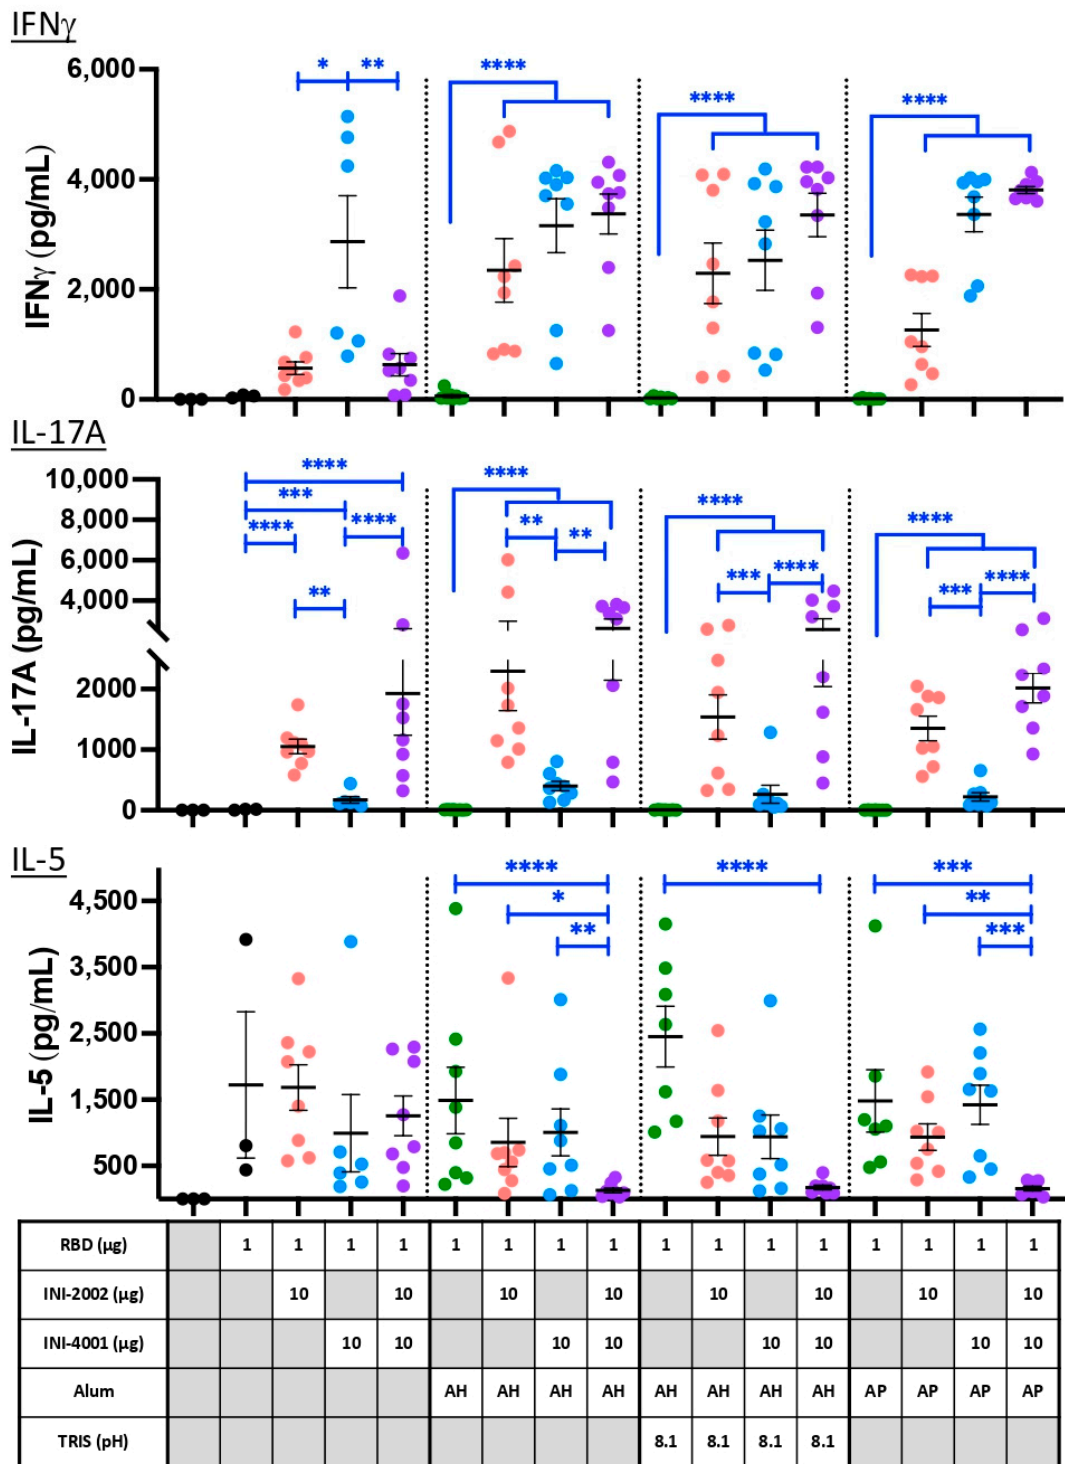 IFNγ
* **
**** **** ****
IFNγ (pg/mL)
6,000
4,000
2,000
0
IL-17A
**** *** **** **** **
**** ** **
**** *** ****
**** *** ****
IL-17A (pg/mL)
10,000
8,000
6,000
4,000
2000
1000
0
IL-5
**** * **
****
*** ** ***
IL-5 (pg/mL)
4,500
3,500
2,500
1,500
500
RBD (µg) 1 1 1 1 1 1 1 1 1 1 1 1 1 1 1 1
INI-2002 (µg) 10 10 10 10 10 10 10 10
INI-4001 (µg) 10 10 10 10 10 10 10 10
Alum AH AH AH AH AH AH AH AH AP AP AP AP
TRIS (pH) 8.1 8.1 8.1 8.1